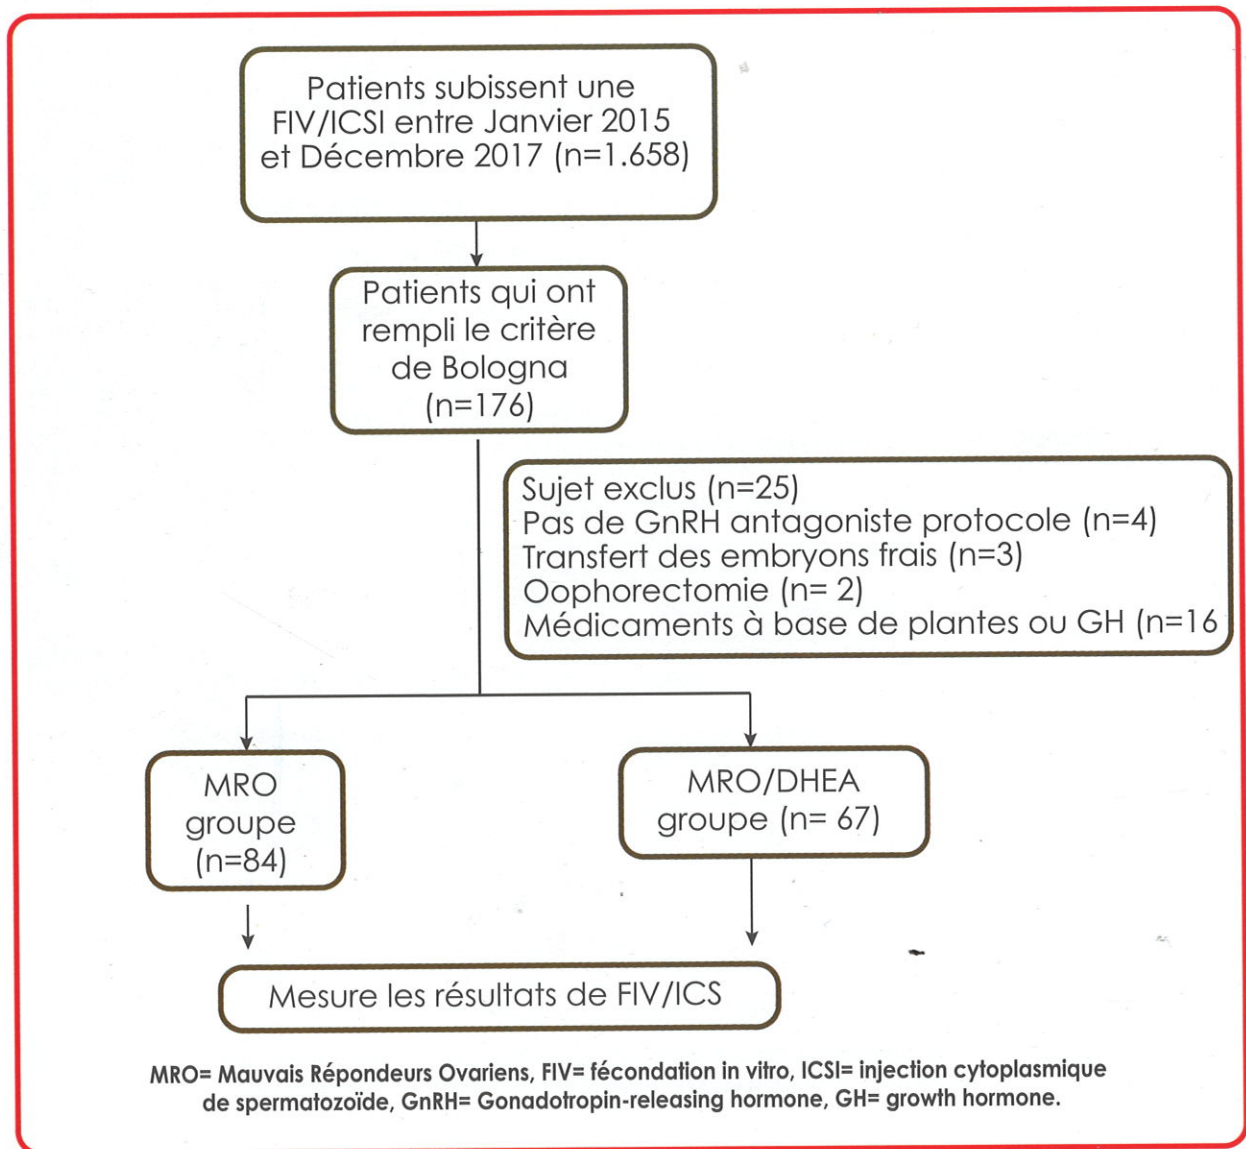 Patients subissent une
FIV/ICSI entre Janvier 2015
et Décembre 2017 (n=1.658)
Patients qui ont
rempli le critère
de Bologna
(n=176)
Sujet exclus (n=25)
Pas de GnRH antagoniste protocole (n=4)
Transfert des embryons frais (n=3)
Oophorectomie (n= 2)
Médicaments à base de plantes ou GH (n=16
MRO
groupe
(n=84)
MRO/DHEA
groupe (n= 67)
Mesure les résultats de FIV/ICS
MRO= Mauvais Répondeurs Ovariens, FIV= fécondation in vitro, ICSI= injection cytoplasmique
de spermatozoïde, GnRH= Gonadotropin-releasing hormone, GH= growth hormone.